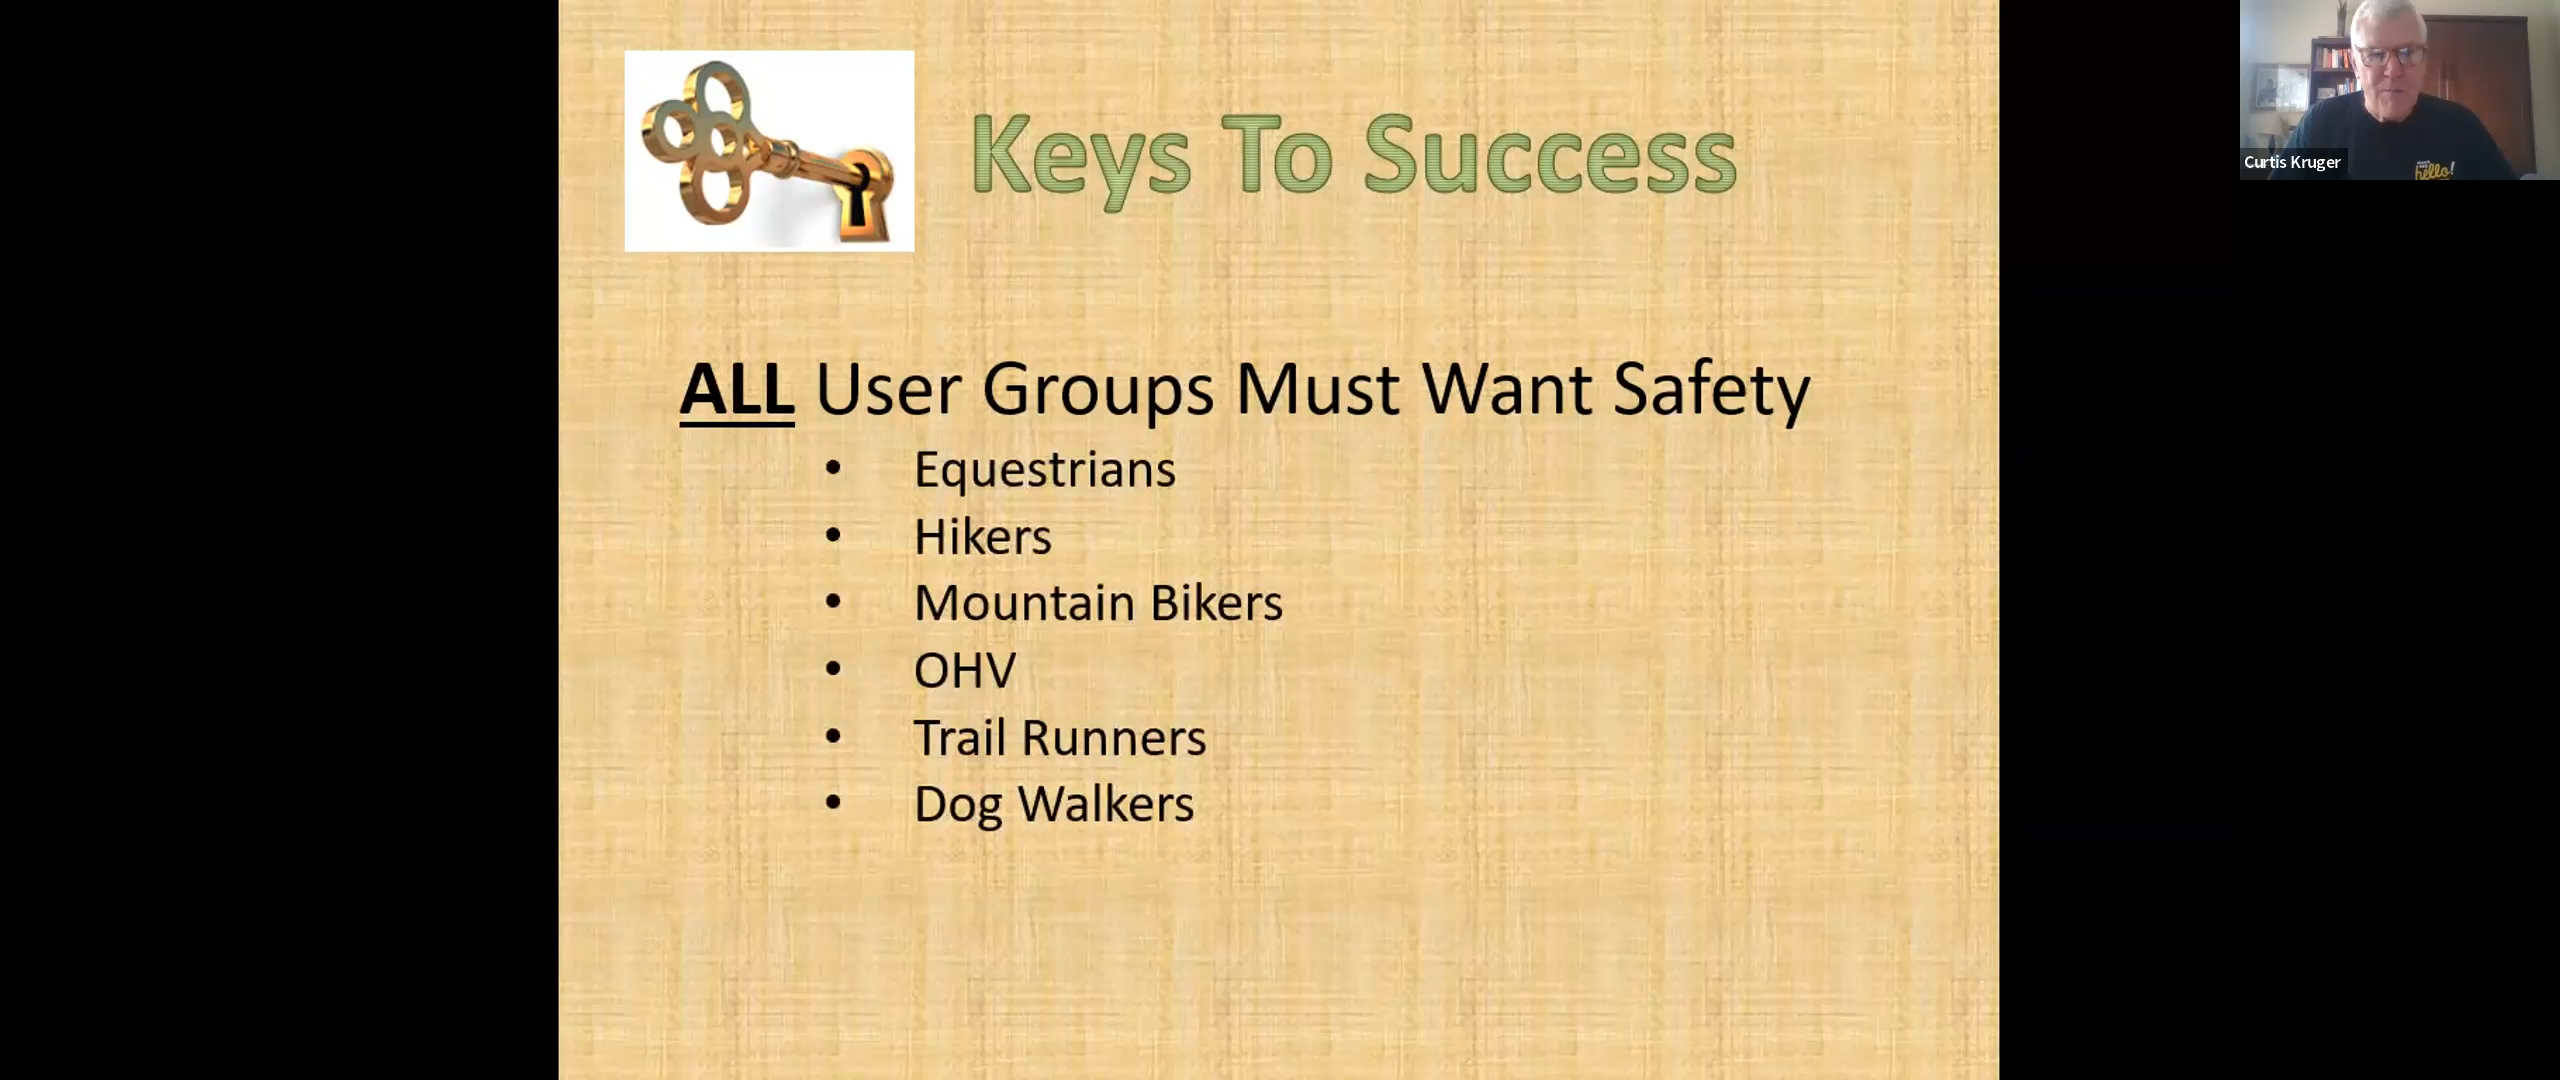 Keys To Success
Curtis Kruger
hello!
ALL User Groups Must Want Safety
• Equestrians
• Hikers
• Mountain Bikers
• OHV
• Trail Runners
• Dog Walkers